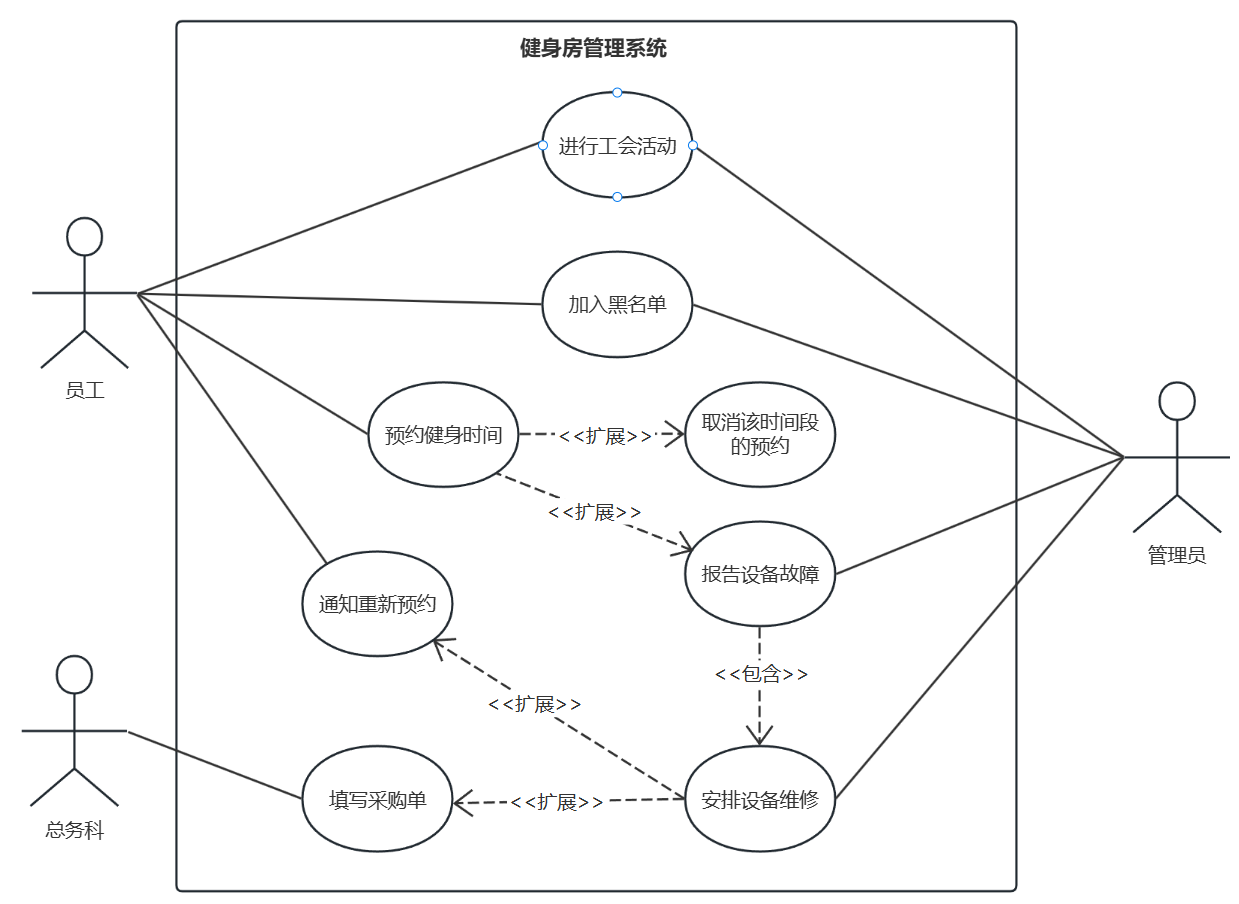 健身房管理系统
进行工会活动
加入黑名单
员工
预约健身时间
<<扩展>>
取消该时间段
的预约
<<扩展>>
管理员
报告设备故障
通知重新预约
<<包含>>
<<扩展>>
填写采购单
<<扩展>>
安排设备维修
总务科